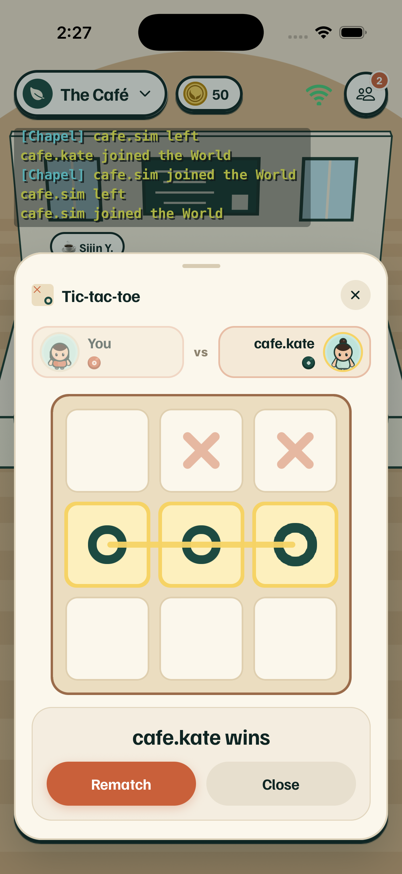 2:27
The Café
50
2
[Chapel] cafe.sim left
cafe.kate joined the World
[Chapel] cafe.sim joined the World
cafe.sim left
cafe.sim joined the World
Siiin Y.
Tic-tac-toe
You
vs
cafe.kate
cafe.kate wins
Rematch
Close